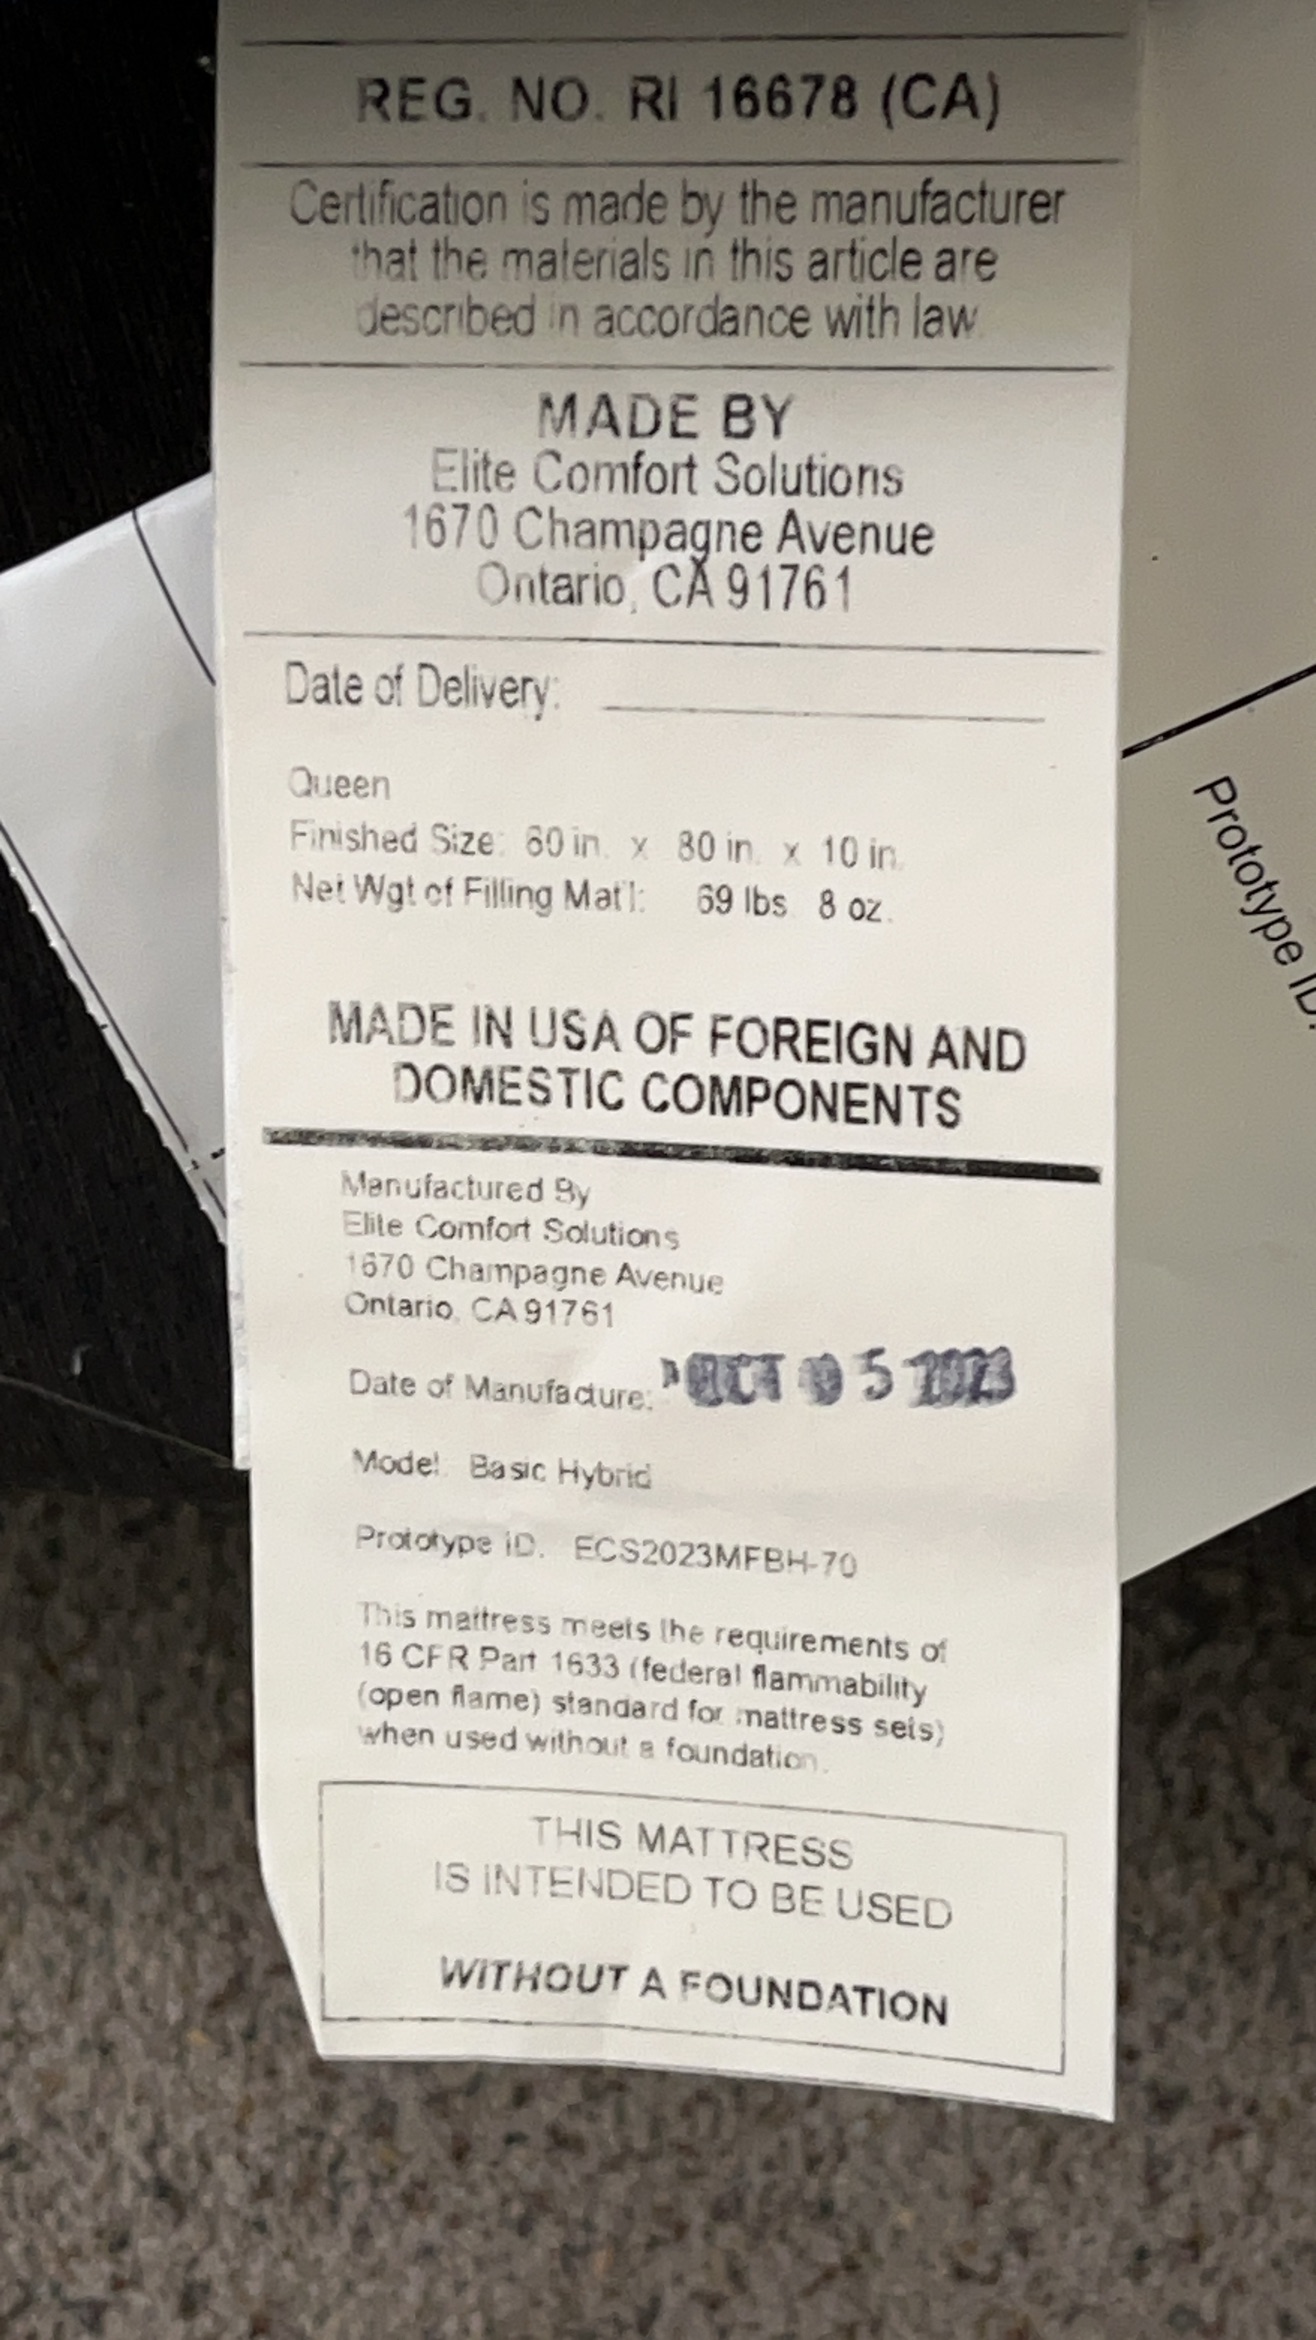 REG. NO. RI 16678 (CA)
Certification is made by the manufacturer
that the materials in this article are
described in accordance with law.
MADE BY
Elite Comfort Solutions
1670 Champagne Avenue
Ontario, CA 91761
Date of Delivery:
Queen
Finished Size: 60 in. x 80 in. x 10 in.
Net Wgt of Filling Mat'l: 69 lbs 8 oz.
MADE IN USA OF FOREIGN AND
DOMESTIC COMPONENTS
Manufactured By
Elite Comfort Solutions
1670 Champagne Avenue
Ontario, CA 91761
Date of Manufacture: OCT 05 2023
Model: Basic Hybrid
Prototype ID: ECS2023MFBH-70
This mattress meets the requirements of
16 CFR Part 1633 (federal flammability
(open flame) standard for mattress sets)
when used without a foundation.
THIS MATTRESS
IS INTENDED TO BE USED
WITHOUT A FOUNDATION
Prototype ID: